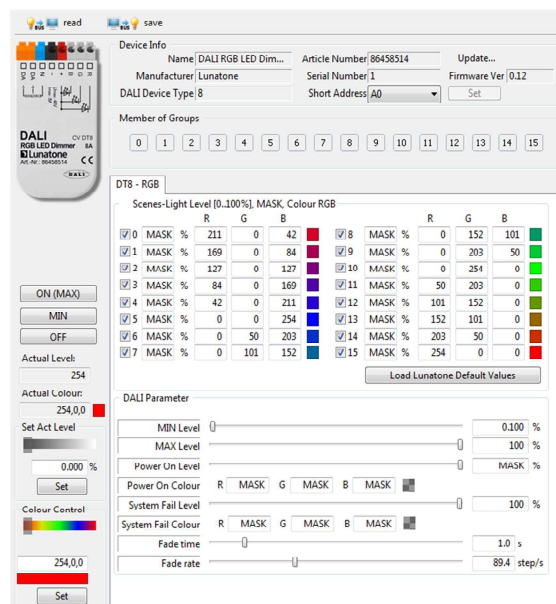 read save
Device Info
Name DALI RGB LED Dim... Article Number 86458514 Update...
Manufacturer Lunatone Serial Number 1 Firmware Ver 0.12
DALI Device Type 8 Short Address A0 Set
Member of Groups
0 1 2 3 4 5 6 7 8 9 10 11 12 13 14 15
DALI CV DT8
RGB LED Dimmer 8A
Lunatone
Art.-Nr.: 86458514
CE
DALI
DT8 - RGB
Scenes-Light Level [0..100%], MASK, Colour RGB
R G B R G B
0 MASK % 211 0 42 8 MASK % 0 152 101
1 MASK % 169 0 84 9 MASK % 0 203 50
2 MASK % 127 0 127 10 MASK % 0 254 0
3 MASK % 84 0 169 11 MASK % 50 203 0
4 MASK % 42 0 211 12 MASK % 101 152 0
5 MASK % 0 0 254 13 MASK % 152 101 0
6 MASK % 0 50 203 14 MASK % 203 50 0
7 MASK % 0 101 152 15 MASK % 254 0 0
Load Lunatone Default Values
ON (MAX)
MIN
OFF
Actual Level:
254
Actual Colour:
254,0,0
Set Act Level
0.000 %
Set
Colour Control
254,0,0
Set
DALI Parameter
MIN Level 0.100 %
MAX Level 100 %
Power On Level MASK %
Power On Colour R MASK G MASK B MASK
System Fail Level 100 %
System Fail Colour R MASK G MASK B MASK
Fade time 1.0 s
Fade rate 89.4 step/s